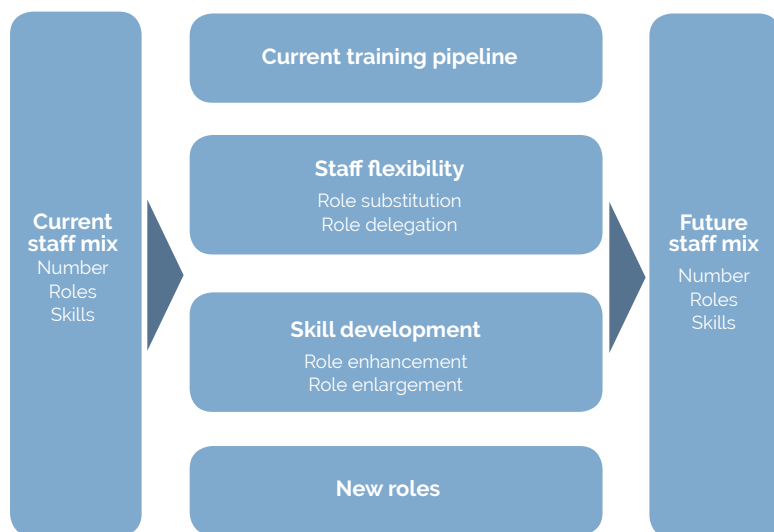 Current
staff mix
Number
Roles
Skills
Current training pipeline
Staff flexibility
Role substitution
Role delegation
Skill development
Role enhancement
Role enlargement
New roles
Future
staff mix
Number
Roles
Skills